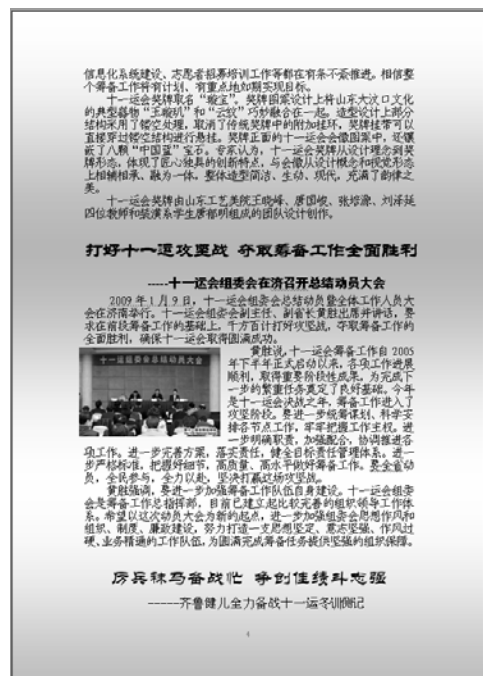 信息化系统建设、志愿者招募培训工作等都在有条不紊推进。相信整
个筹备工作将有计划、有重点地如期实现目标。
十一运会奖牌取名“璇宝”。奖牌图案设计上将山东大汶口文化
的典型器物“玉璇玑”和“云纹”巧妙融合在一起。造型设计上部分
结构采用了镂空处理，取消了传统奖牌中的附加挂环，奖牌挂带可以
直接穿过镂空结构进行悬挂。奖牌正面的十一运会会徽图案中，还镶
嵌了八颗“中国蓝”宝石。专家认为，十一运会奖牌从设计理念到奖
牌形态，体现了匠心独具的创新特点，与会徽从设计概念和视觉形态
上相辅相承、融为一体，整体造型简洁、生动、现代，充满了韵律之
美。
十一运会奖牌由山东工艺美院王晓峰、唐国峻、张培源、刘泽延
四位教师和装潢系学生唐郁明组成的团队设计创作。
打好十一运攻坚战 夺取筹备工作全面胜利
-----十一运会组委会在济召开总结动员大会
2009 年 1 月 9 日，十一运会组委会总结动员暨全体工作人员大
会在济南举行。十一运会组委会副主任、副省长黄胜出席并讲话，要
求在前段筹备工作的基础上，千方百计打好攻坚战，夺取筹备工作的
全面胜利，确保十一运会取得圆满成功。
十一运会组委会总结动员大会
黄胜说，十一运会筹备工作自 2005
年下半年正式启动以来，各项工作进展
顺利，取得重要阶段性成果，为完成下
一步的繁重任务奠定了良好基础。今年
是十一运会决战之年，筹备工作进入了
攻坚阶段。要进一步统筹谋划、科学安
排各节点工作，牢牢把握工作主权。进
一步明确职责，加强配合，协调推进各
项工作。进一步完善方案，落实责任，健全目标责任管理体系。进一
步严格标准，把握好细节，高质量、高水平做好筹备工作。要全省动
员，全民参与，全力以赴，坚决打赢这场攻坚战。
黄胜强调，要进一步加强筹备工作队伍自身建设。十一运会组委
会是筹备工作总指挥部，目前已建立起比较完善的组织领导工作体
系。希望以这次动员大会为新的起点，进一步加强组委会思想作风和
组织、制度、廉政建设，努力打造一支思想坚定、意志坚强、作风过
硬、业务精通的工作队伍，为圆满完成筹备任务提供坚强的组织保障。
厉兵秣马备战忙 争创佳绩斗志强
-----齐鲁健儿全力备战十一运冬训侧记
4